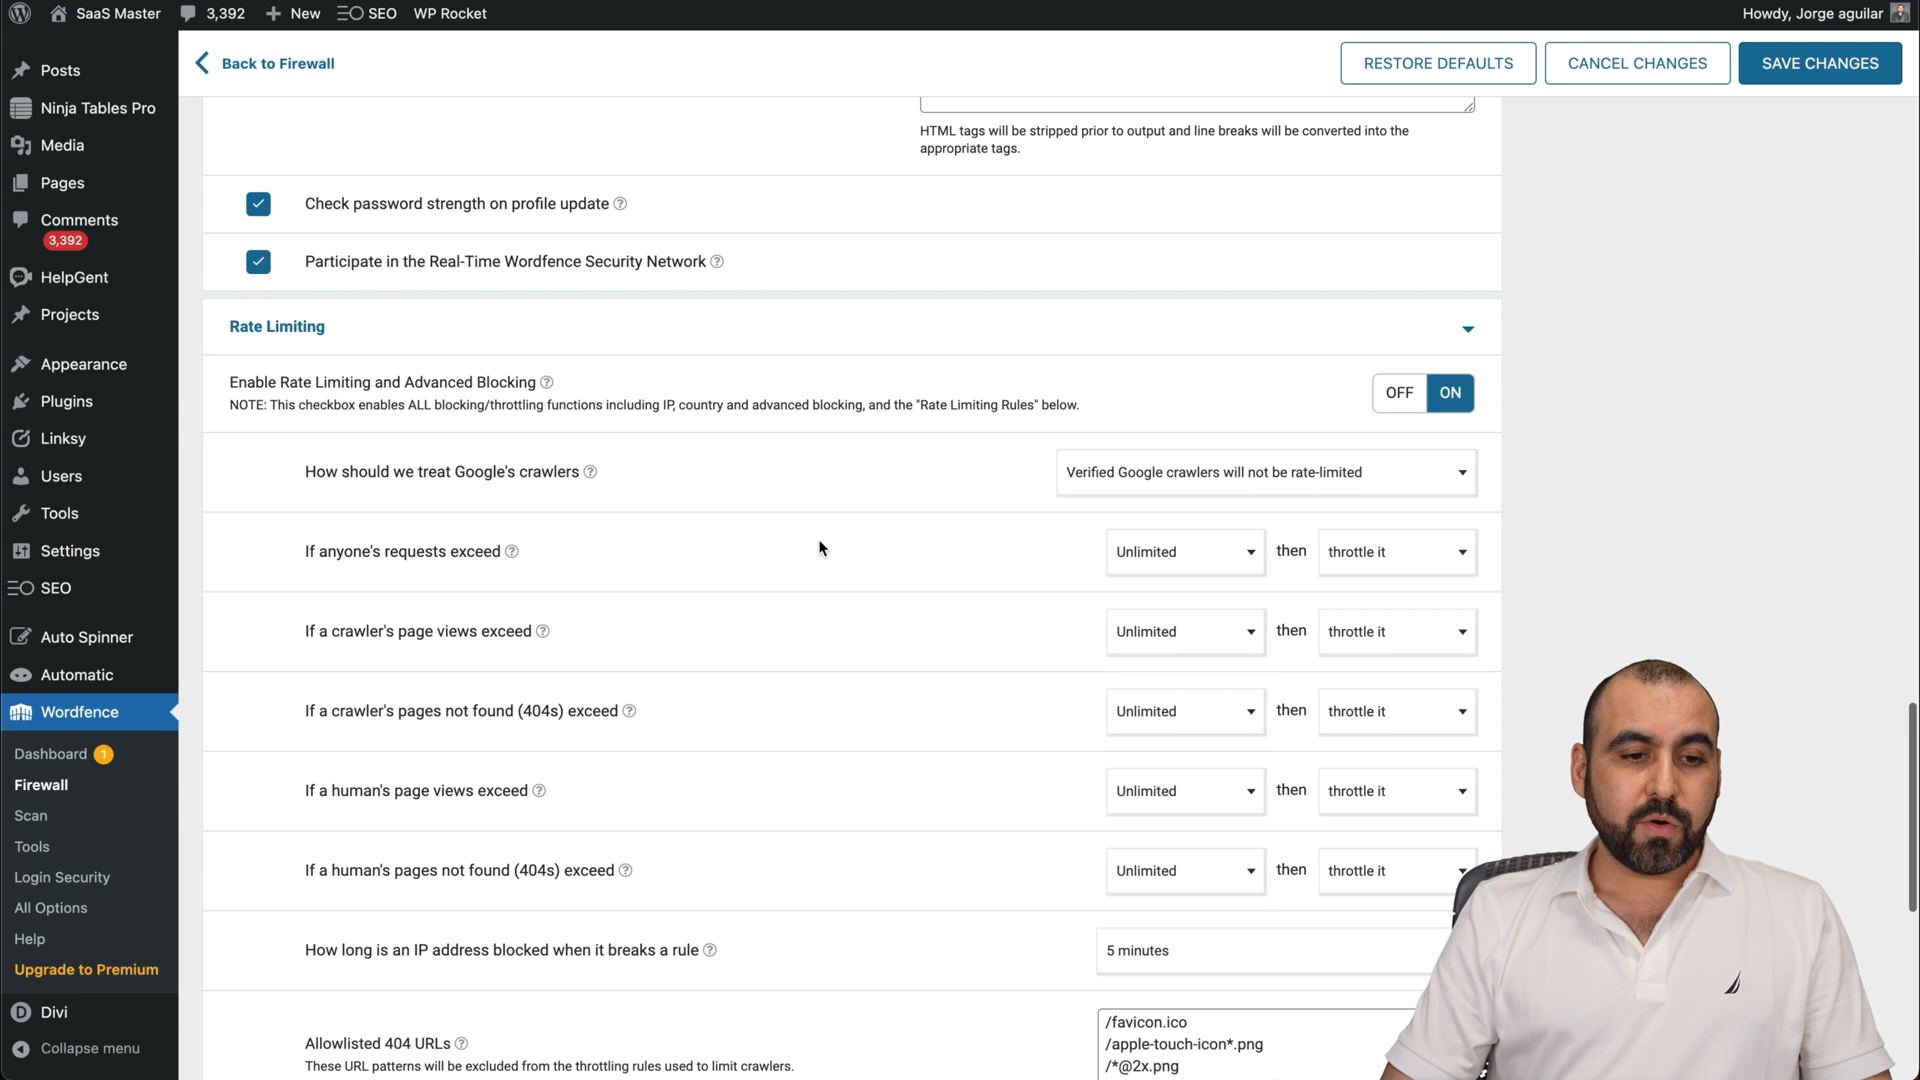 SaaS Master
3,392
New
SEO
WP Rocket
Howdy, Jorge aguilar
Posts
Ninja Tables Pro
Media
Pages
Comments
3,392
HelpGent
Projects
Appearance
Plugins
Linksy
Users
Tools
Settings
SEO
Auto Spinner
Automatic
Wordfence
Dashboard 1
Firewall
Scan
Tools
Login Security
All Options
Help
Upgrade to Premium
Divi
Collapse menu
Back to Firewall
RESTORE DEFAULTS
CANCEL CHANGES
SAVE CHANGES
HTML tags will be stripped prior to output and line breaks will be converted into the
appropriate tags.
Check password strength on profile update
Participate in the Real-Time Wordfence Security Network
Rate Limiting
Enable Rate Limiting and Advanced Blocking
NOTE: This checkbox enables ALL blocking/throttling functions including IP, country and advanced blocking, and the "Rate Limiting Rules" below.
OFF ON
How should we treat Google's crawlers
Verified Google crawlers will not be rate-limited
If anyone's requests exceed
Unlimited then throttle it
If a crawler's page views exceed
Unlimited then throttle it
If a crawler's pages not found (404s) exceed
Unlimited then throttle it
If a human's page views exceed
Unlimited then throttle it
If a human's pages not found (404s) exceed
Unlimited then throttle it
How long is an IP address blocked when it breaks a rule
5 minutes
Allowlisted 404 URLs
These URL patterns will be excluded from the throttling rules used to limit crawlers.
/favicon.ico
/apple-touch-icon*.png
/*@2x.png